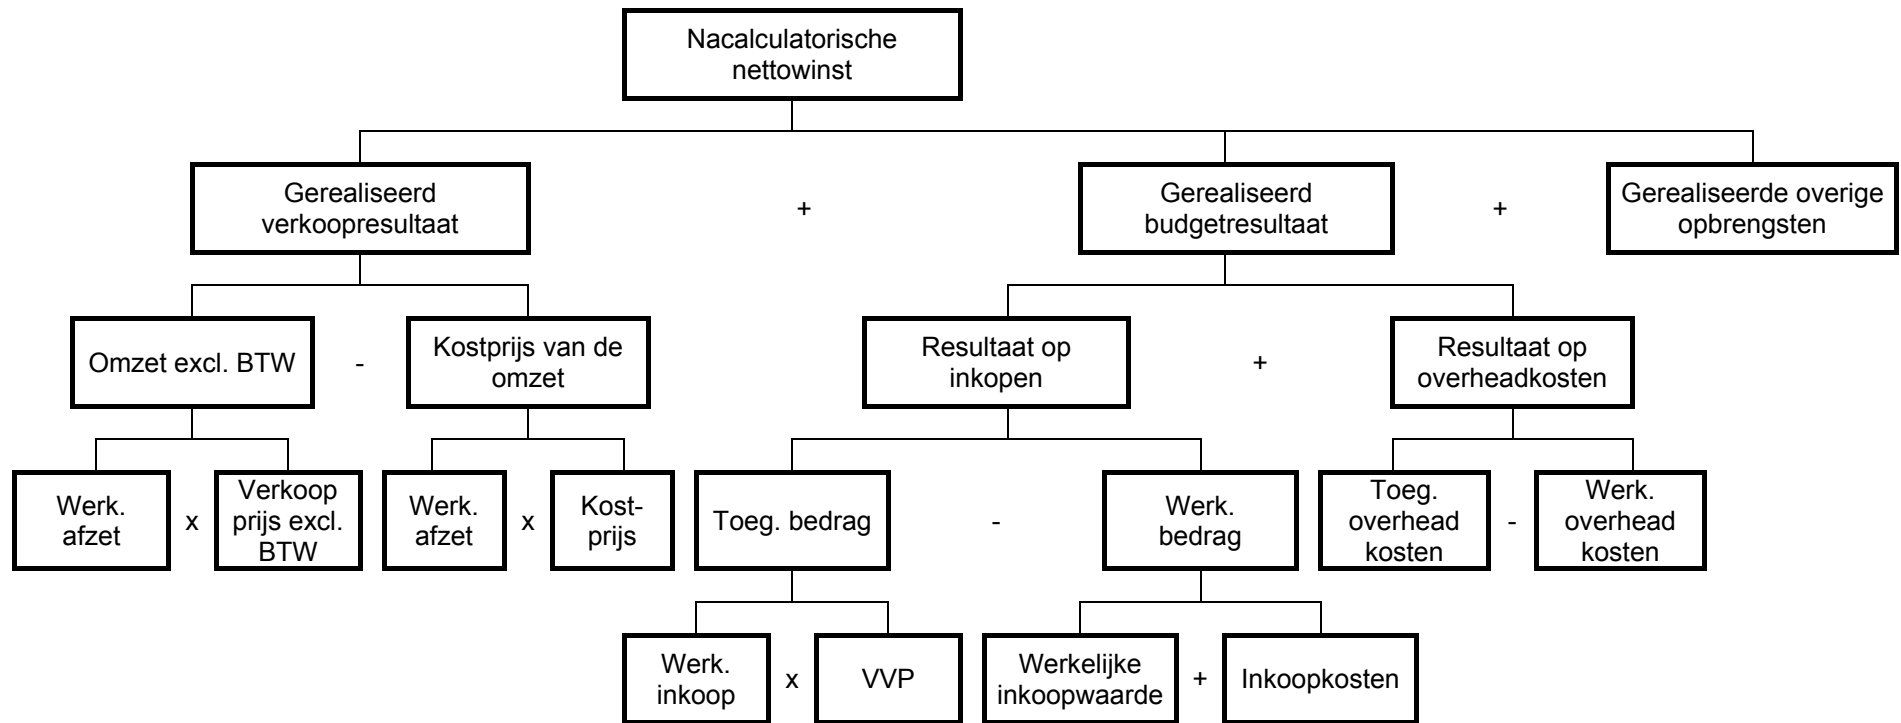 Nacalculatorische
nettowinst
Gerealiseerd
verkoopresultaat
+
Gerealiseerd
budgetresultaat
+
Gerealiseerde overige
opbrengsten
Omzet excl. BTW
-
Kostprijs van de
omzet
Resultaat op
inkopen
+
Resultaat op
overheadkosten
Werk.
afzet
x
Verkoop
prijs excl.
BTW
Werk.
afzet
x
Kost-
prijs
Toeg. bedrag
-
Werk.
bedrag
Toeg.
overhead
kosten
-
Werk.
overhead
kosten
Werk.
inkoop
x
VVP
Werkelijke
inkoopwaarde
+
Inkoopkosten